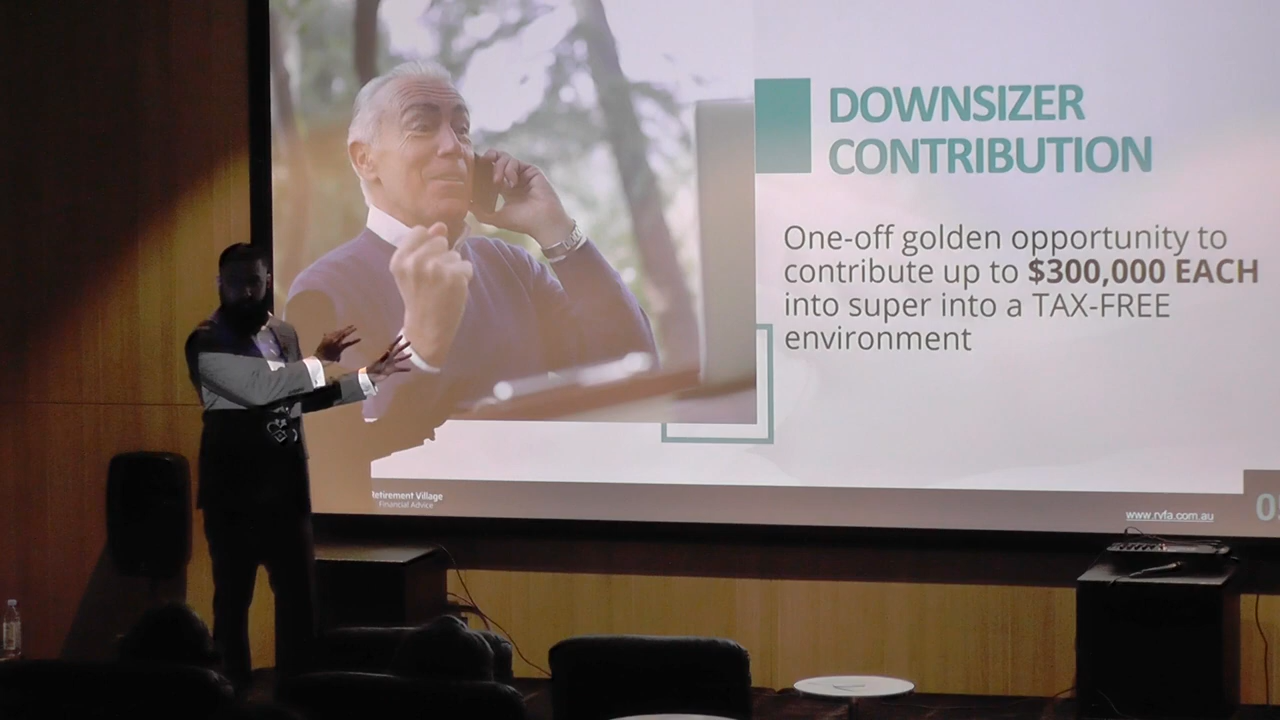 DOWNSIZER
CONTRIBUTION
One-off golden opportunity to
contribute up to $300,000 EACH
into super into a TAX-FREE
environment
Retirement Village
Financial Advice
www.rvfa.com.au